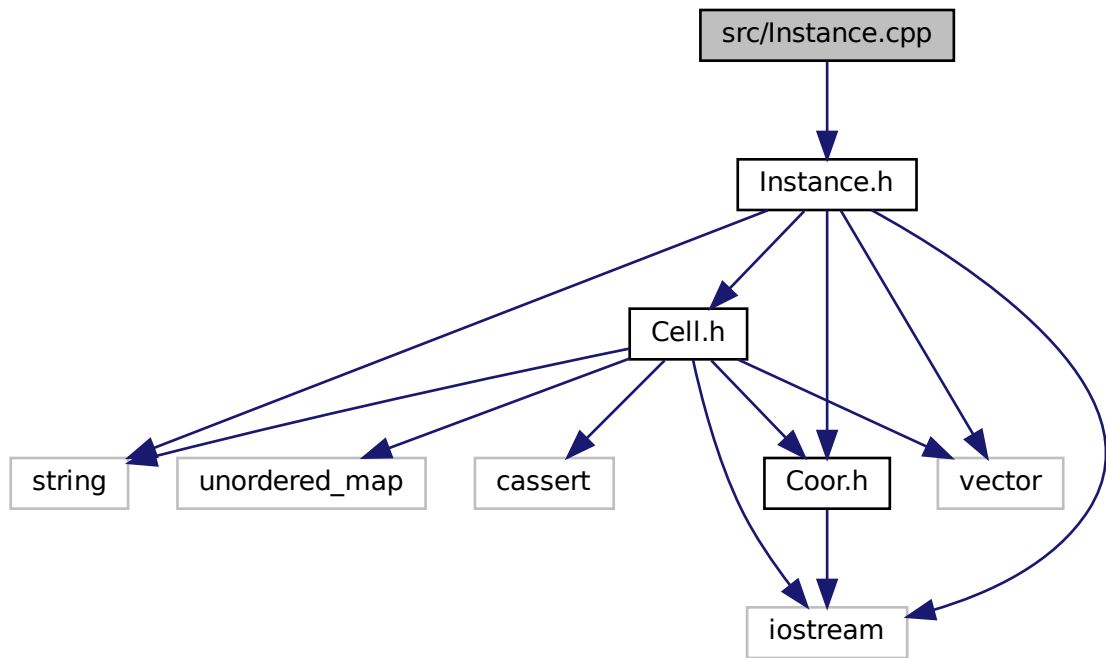 src/Instance.cpp
Instance.h
Cell.h
string
unordered_map
cassert
Coor.h
vector
iostream